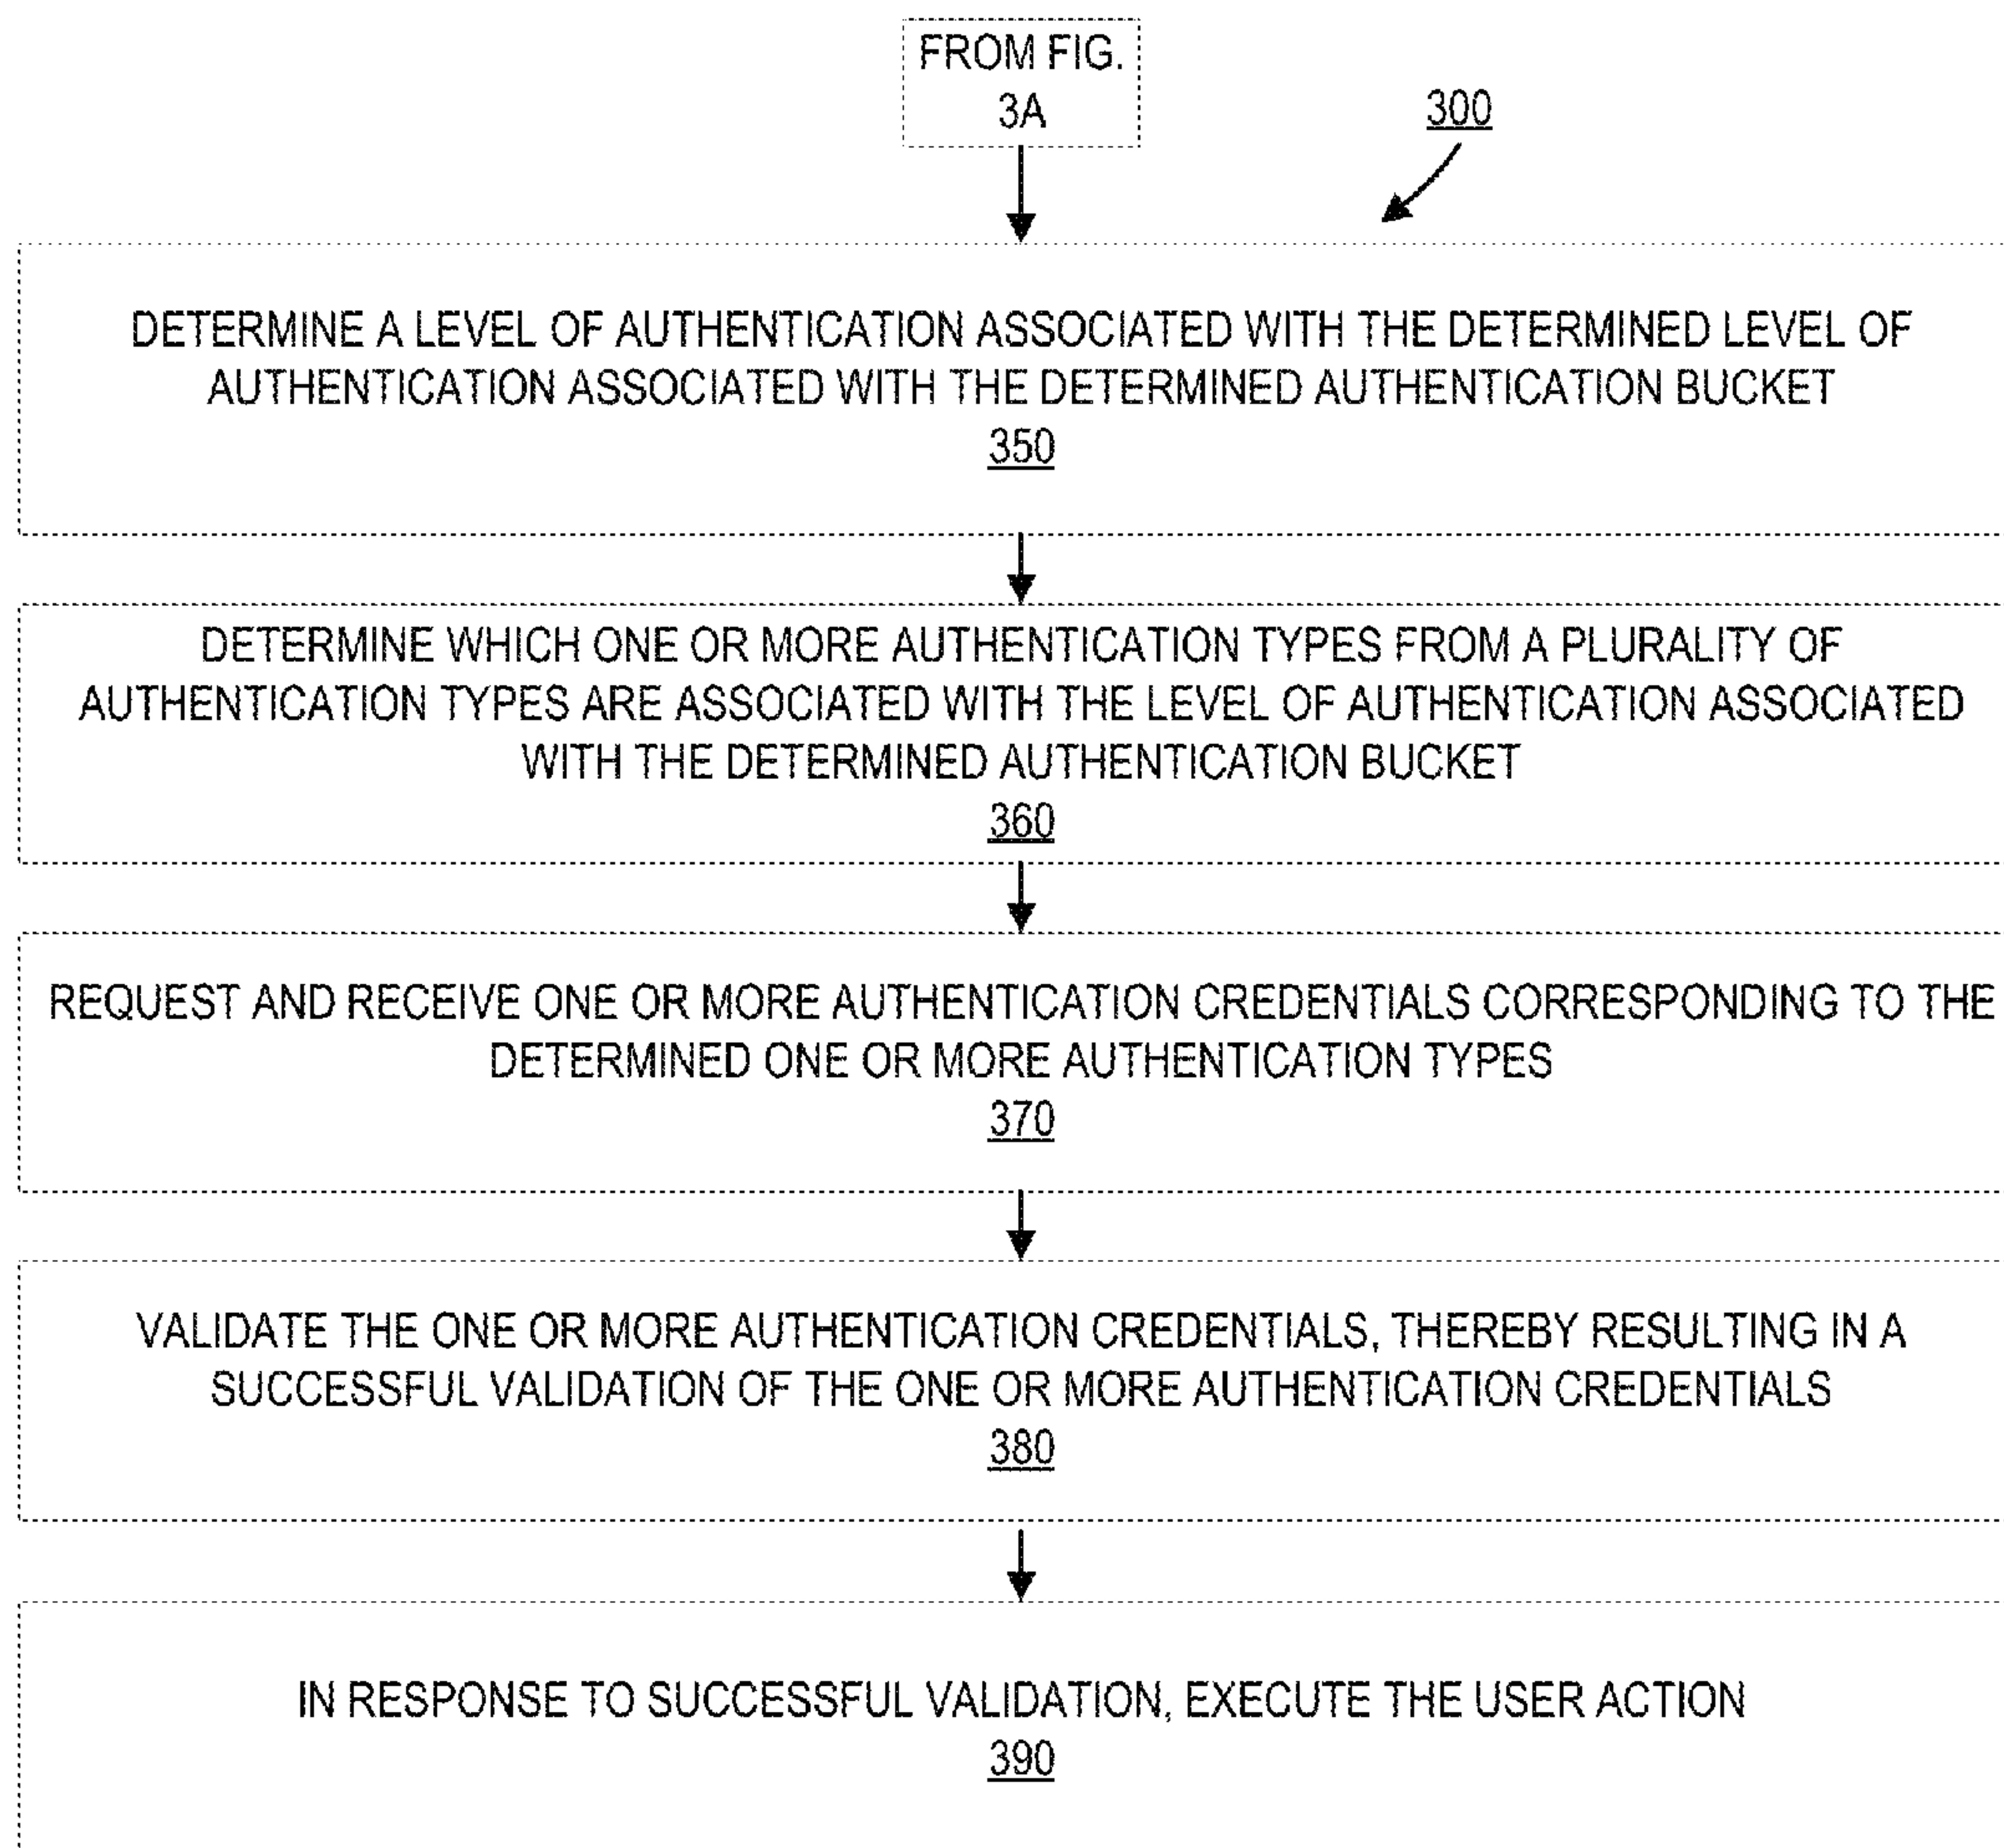 FROM FIG.
3A
300
DETERMINE A LEVEL OF AUTHENTICATION ASSOCIATED WITH THE DETERMINED LEVEL OF
AUTHENTICATION ASSOCIATED WITH THE DETERMINED AUTHENTICATION BUCKET
350
DETERMINE WHICH ONE OR MORE AUTHENTICATION TYPES FROM A PLURALITY OF
AUTHENTICATION TYPES ARE ASSOCIATED WITH THE LEVEL OF AUTHENTICATION ASSOCIATED
WITH THE DETERMINED AUTHENTICATION BUCKET
360
REQUEST AND RECEIVE ONE OR MORE AUTHENTICATION CREDENTIALS CORRESPONDING TO THE
DETERMINED ONE OR MORE AUTHENTICATION TYPES
370
VALIDATE THE ONE OR MORE AUTHENTICATION CREDENTIALS, THEREBY RESULTING IN A
SUCCESSFUL VALIDATION OF THE ONE OR MORE AUTHENTICATION CREDENTIALS
380
IN RESPONSE TO SUCCESSFUL VALIDATION, EXECUTE THE USER ACTION
390